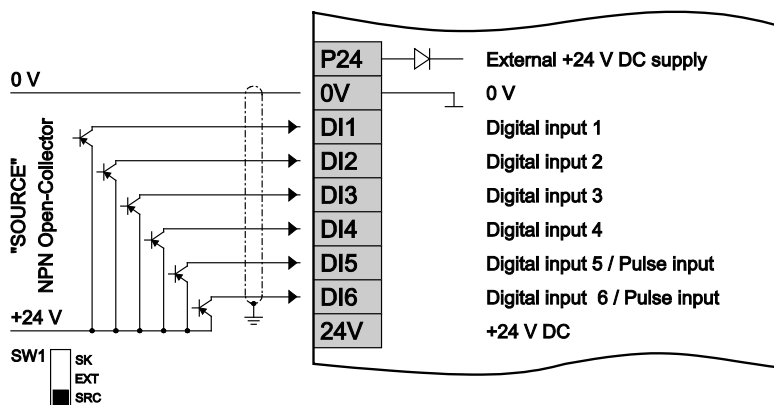 P24 External +24 V DC supply
0 V
0V 0 V
"SOURCE"
NPN Open-Collector
DI1 Digital input 1
DI2 Digital input 2
DI3 Digital input 3
DI4 Digital input 4
DI5 Digital input 5 / Pulse input
DI6 Digital input 6 / Pulse input
+24 V
24V +24 V DC
SW1 SK
EXT
SRC